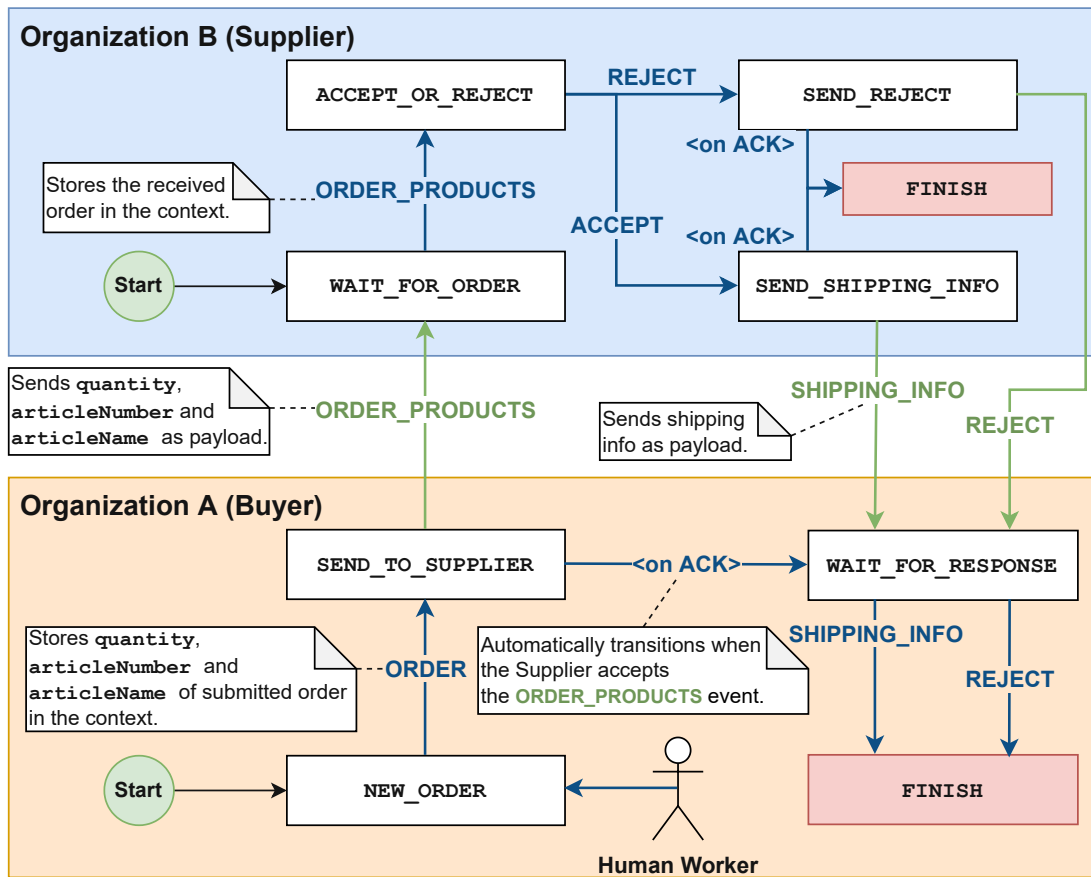 Organization B (Supplier)
ACCEPT_OR_REJECT
REJECT
SEND_REJECT
<on ACK>
Stores the received
order in the context.
ORDER_PRODUCTS
FINISH
ACCEPT
<on ACK>
Start
WAIT_FOR_ORDER
SEND_SHIPPING_INFO
Sends quantity,
articleNumber and
articleName as payload.
ORDER_PRODUCTS
SHIPPING_INFO
Sends shipping
info as payload.
REJECT
Organization A (Buyer)
SEND_TO_SUPPLIER
<on ACK>
WAIT_FOR_RESPONSE
Stores quantity,
articleNumber and
articleName of submitted order
in the context.
ORDER
Automatically transitions when
the Supplier accepts
the ORDER_PRODUCTS event.
SHIPPING_INFO
REJECT
Start
NEW_ORDER
FINISH
Human Worker